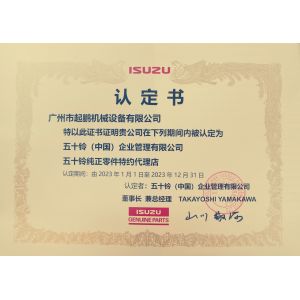 ISUZU
认定书
广州市起鹏机械设备有限公司
特以此证书证明贵公司在下列期间内被认定为
五十铃（中国）企业管理有限公司
五十铃纯正零件特约代理店
认定期间：由 2023 年 1 月 1 日至 2023 年 12 月 31 日
认定者：五十铃（中国）企业管理有限公司
董事长 兼总经理 TAKAYOSHI YAMAKAWA
ISUZU
GENUINE PARTS